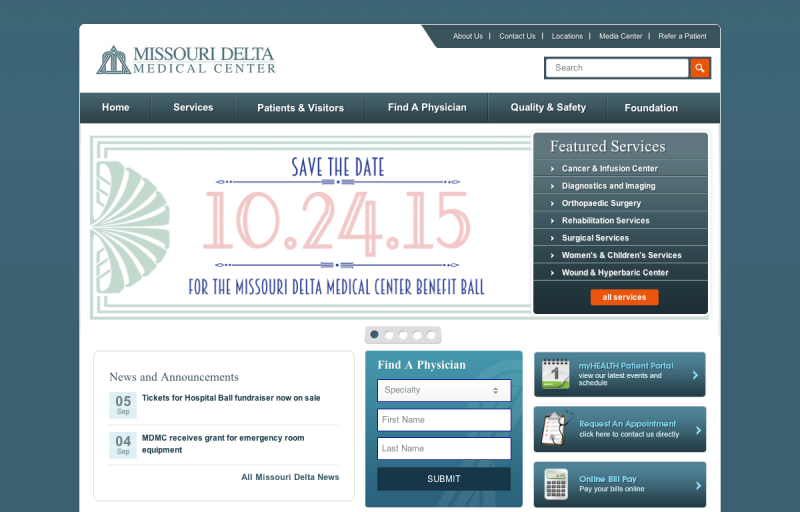 About Us | Contact Us | Locations | Media Center | Refer a Patient
MISSOURI DELTA
MEDICAL CENTER
Search
Home Services Patients & Visitors Find A Physician Quality & Safety Foundation
SAVE THE DATE
10.24.15
FOR THE MISSOURI DELTA MEDICAL CENTER BENEFIT BALL
Featured Services
Cancer & Infusion Center
Diagnostics and Imaging
Orthopaedic Surgery
Rehabilitation Services
Surgical Services
Women's & Children's Services
Wound & Hyperbaric Center
all services
News and Announcements
05
Sep
Tickets for Hospital Ball fundraiser now on sale
04
Sep
MDMC receives grant for emergency room
equipment
All Missouri Delta News
Find A Physician
Specialty
First Name
Last Name
SUBMIT
1
myHEALTH Patient Portal
view our latest events and
schedule
Request An Appointment
click here to contact us directly
Online Bill Pay
Pay your bills online